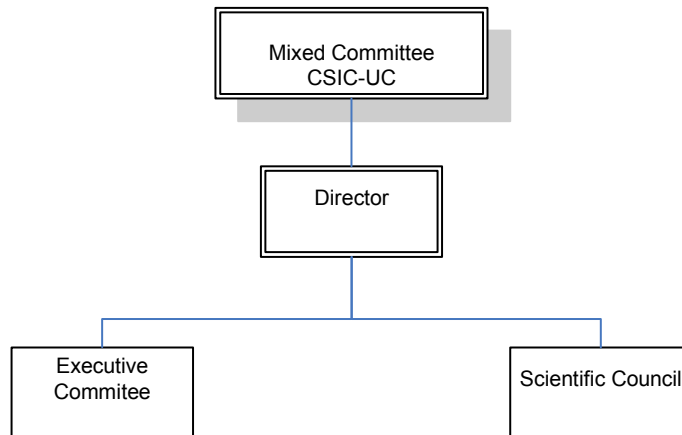 Mixed Committee
CSIC-UC
Director
Executive
Commitee
Scientific Council